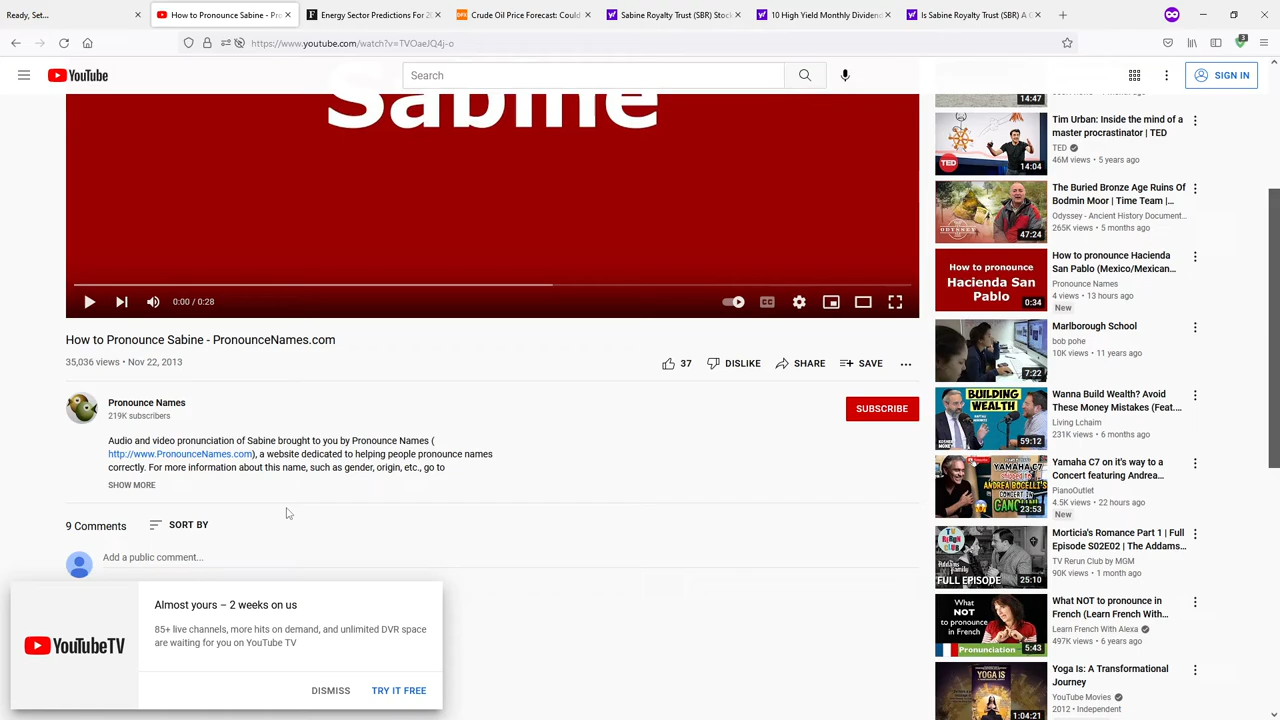 Ready, Set...
How to Pronounce Sabine - Pro
Energy Sector Predictions For 20
Crude Oil Price Forecast: Could
Sabine Royalty Trust (SBR) Stock
10 High Yield Monthly Dividend
Is Sabine Royalty Trust (SBR) A G
https://www.youtube.com/watch?v=TVOaeJQ4j-o
3
YouTube
Search
SIGN IN
Sabine
0:00 / 0:28
CC
How to Pronounce Sabine - PronounceNames.com
35,036 views • Nov 22, 2013
37
DISLIKE
SHARE
SAVE
Pronounce Names
219K subscribers
SUBSCRIBE
Audio and video pronunciation of Sabine brought to you by Pronounce Names (
http://www.PronounceNames.com), a website dedicated to helping people pronounce names
correctly. For more information about this name, such as gender, origin, etc., go to
SHOW MORE
9 Comments
SORT BY
Add a public comment...
YouTubeTV
Almost yours – 2 weeks on us
85+ live channels, more hits on demand, and unlimited DVR space
are waiting for you on YouTube TV
DISMISS
TRY IT FREE
14:47
TED
14:04
Tim Urban: Inside the mind of a
master procrastinator | TED
TED
46M views • 5 years ago
ODYSSEY
47:24
The Buried Bronze Age Ruins Of
Bodmin Moor | Time Team |...
Odyssey - Ancient History Document...
265K views • 5 months ago
How to pronounce
Hacienda San
Pablo
0:34
How to pronounce Hacienda
San Pablo (Mexico/Mexican...
Pronounce Names
4 views • 13 hours ago
New
7:22
Marlborough School
bob pohe
10K views • 11 years ago
BUILDING
WEALTH
KOSHER
MONEY
59:12
Wanna Build Wealth? Avoid
These Money Mistakes (Feat....
Living Lchaim
231K views • 6 months ago
YAMAHA C7
ANDREA BOCELLI'S
CONCERT IN
CANCUN!
23:53
Yamaha C7 on it's way to a
Concert featuring Andrea...
PianoOutlet
4.5K views • 22 hours ago
New
TV RERUN
CLUB
FULL EPISODE
25:10
Morticia's Romance Part 1 | Full
Episode S02E02 | The Addams...
TV Rerun Club by MGM
90K views • 1 month ago
What
NOT
to pronounce
in French
Pronunciation
5:43
What NOT to pronounce in
French (Learn French With...
Learn French With Alexa
497K views • 6 years ago
YOGA IS
1:04:21
Yoga Is: A Transformational
Journey
YouTube Movies
2012 • Independent